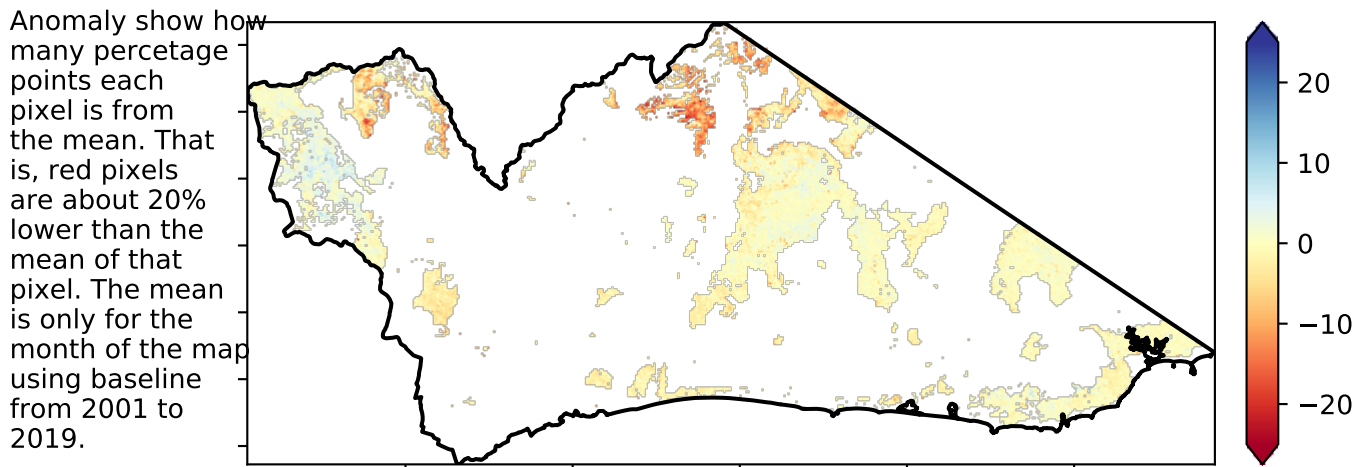 Anomaly show how
many percetage
points each
pixel is from
the mean. That
is, red pixels
are about 20%
lower than the
mean of that
pixel. The mean
is only for the
month of the map
using baseline
from 2001 to
2019.
20
10
0
−10
−20